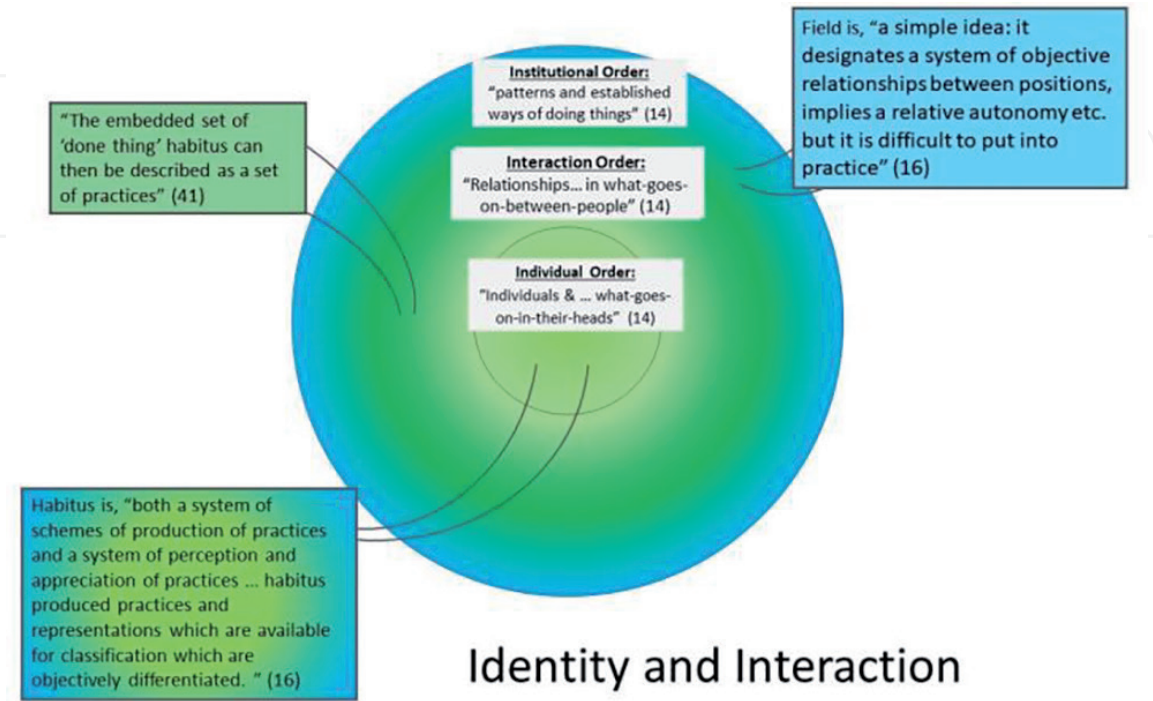 Institutional Order:
"patterns and established
ways of doing things" (14)
Interaction Order:
"Relationships... in what-goes-
on-between-people" (14)
Individual Order:
"Individuals & ... what-goes-
on-in-their-heads" (14)
"The embedded set of
'done thing' habitus can
then be described as a set
of practices" (41)
Field is, "a simple idea: it
designates a system of objective
relationships between positions,
implies a relative autonomy etc.
but it is difficult to put into
practice" (16)
Habitus is, "both a system of
schemes of production of practices
and a system of perception and
appreciation of practices ... habitus
produced practices and
representations which are available
for classification which are
objectively differentiated. " (16)
Identity and Interaction